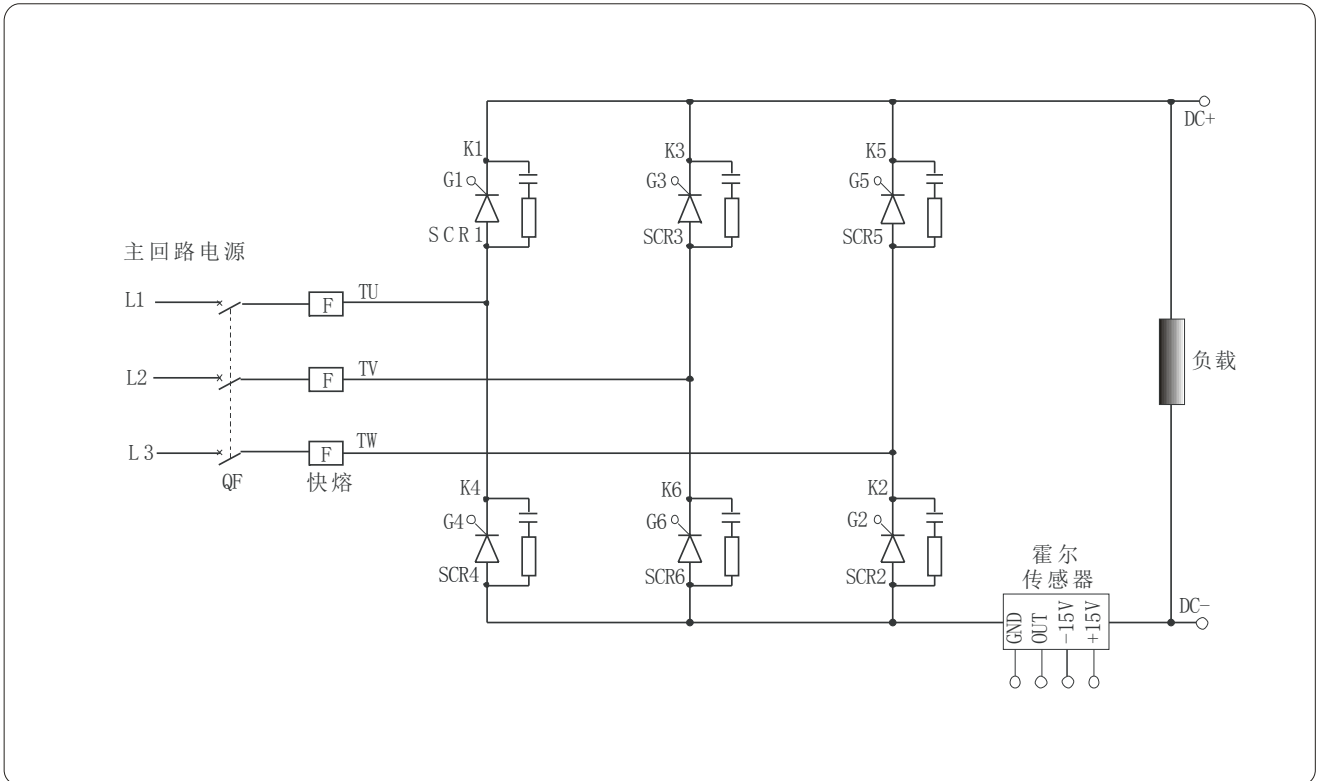 DC+
K1
K3
K5
G1
G3
G5
SCR1
SCR3
SCR5
主回路电源
L1
F
TU
L2
F
TV
负载
L3
F
TW
QF
快熔
K4
K6
K2
G4
G6
G2
SCR4
SCR6
SCR2
霍尔
传感器
DC-
GND
OUT
-15V
+15V